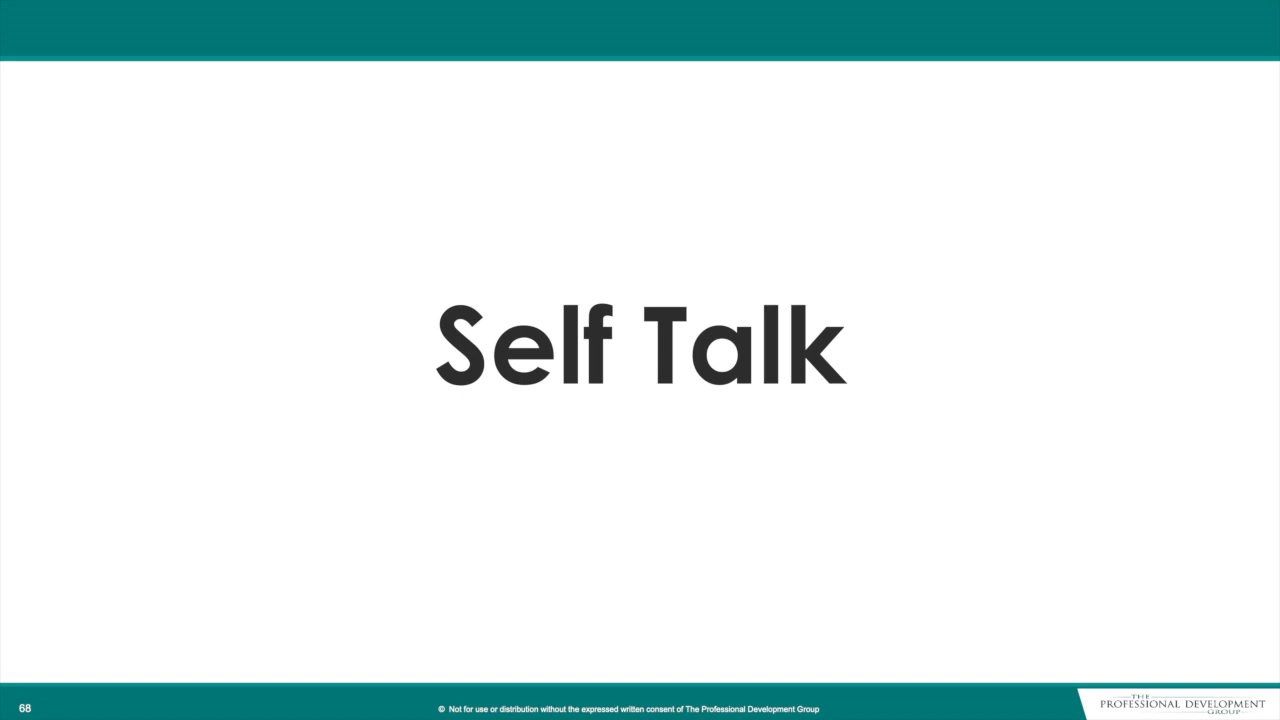 Self Talk
68
© Not for use or distribution without the expressed written consent of The Professional Development Group
THE
PROFESSIONAL DEVELOPMENT
GROUP